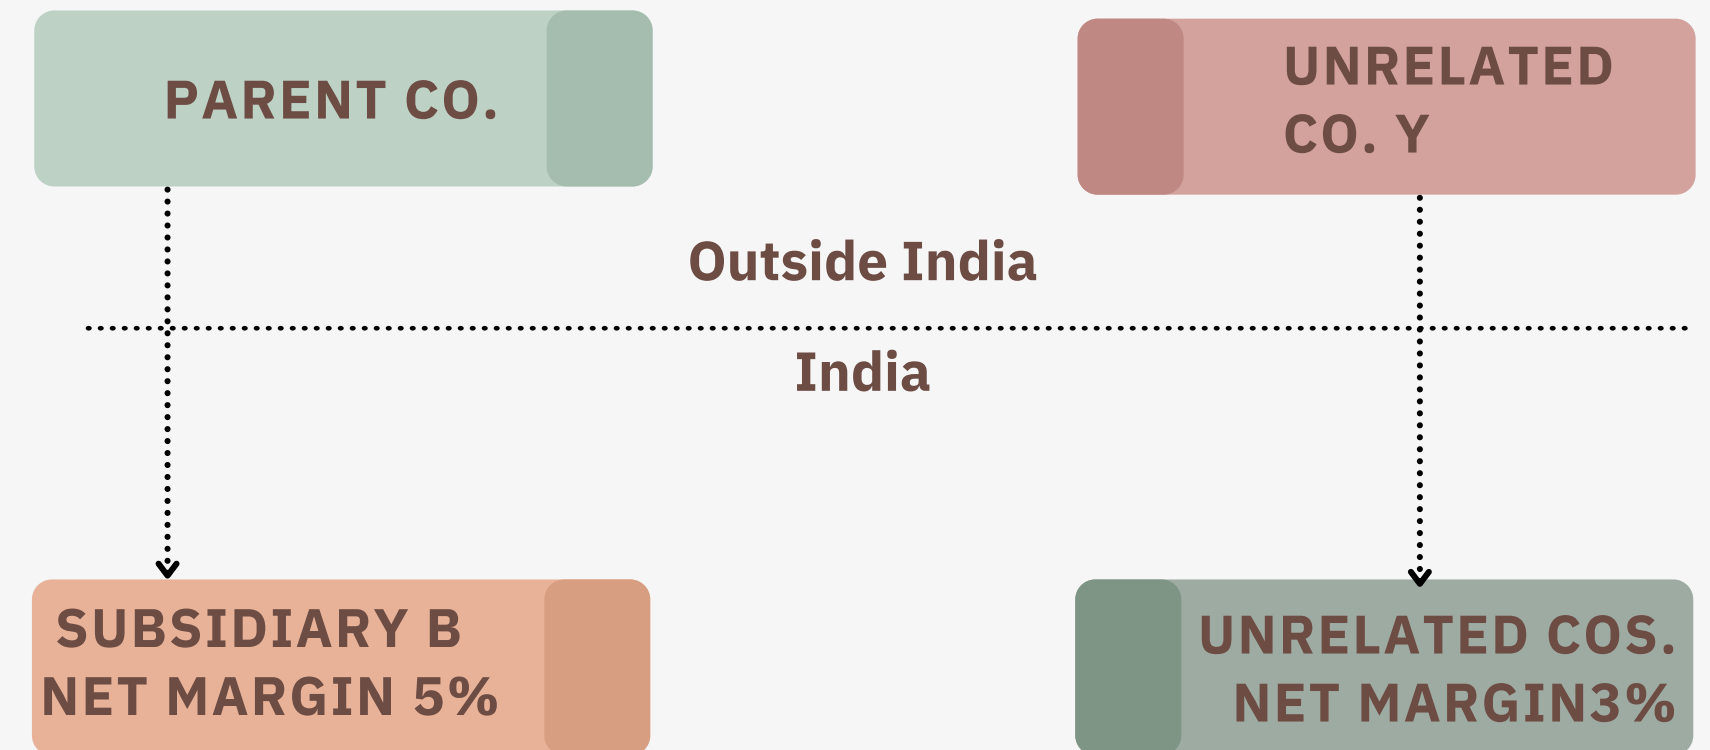 PARENT CO.
UNRELATED
CO. Y
Outside India
India
SUBSIDIARY B
NET MARGIN 5%
UNRELATED COS.
NET MARGIN3%